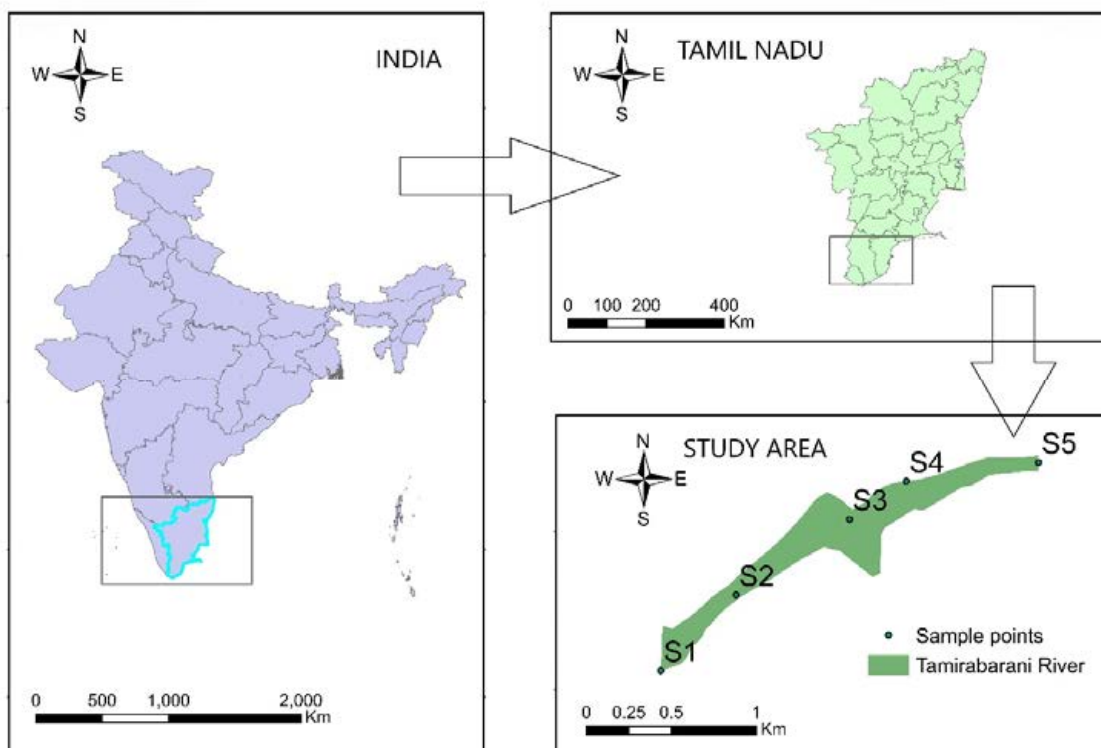 INDIA
N
W E
S
0 500 1,000 2,000
Km
TAMIL NADU
N
W E
S
0 100 200 400
Km
STUDY AREA
N
W E
S
S5
S4
S3
S2
S1
Sample points
Tamirabarani River
0 0.25 0.5 1
Km